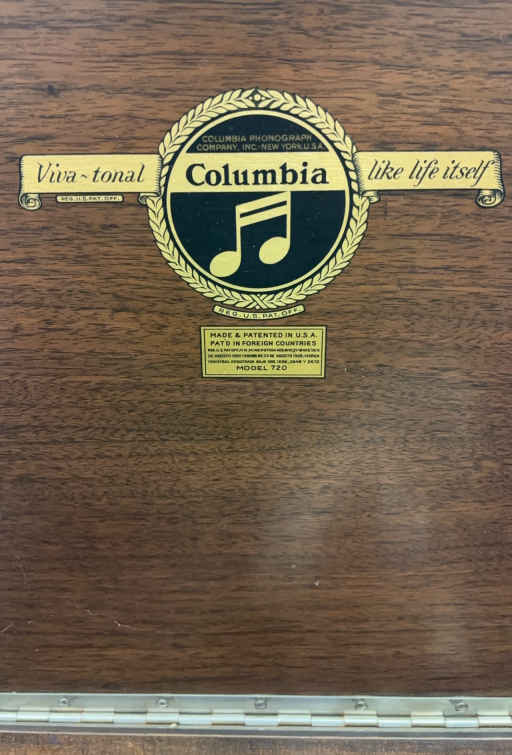 COLUMBIA PHONOGRAPH
COMPANY, INC. NEW YORK, U.S.A.
Viva-tonal
Columbia
like life itself
REG. U.S. PAT. OFF.
REG. U.S. PAT. OFF.
MADE & PATENTED IN U.S.A.
PAT'D IN FOREIGN COUNTRIES
MODEL 720